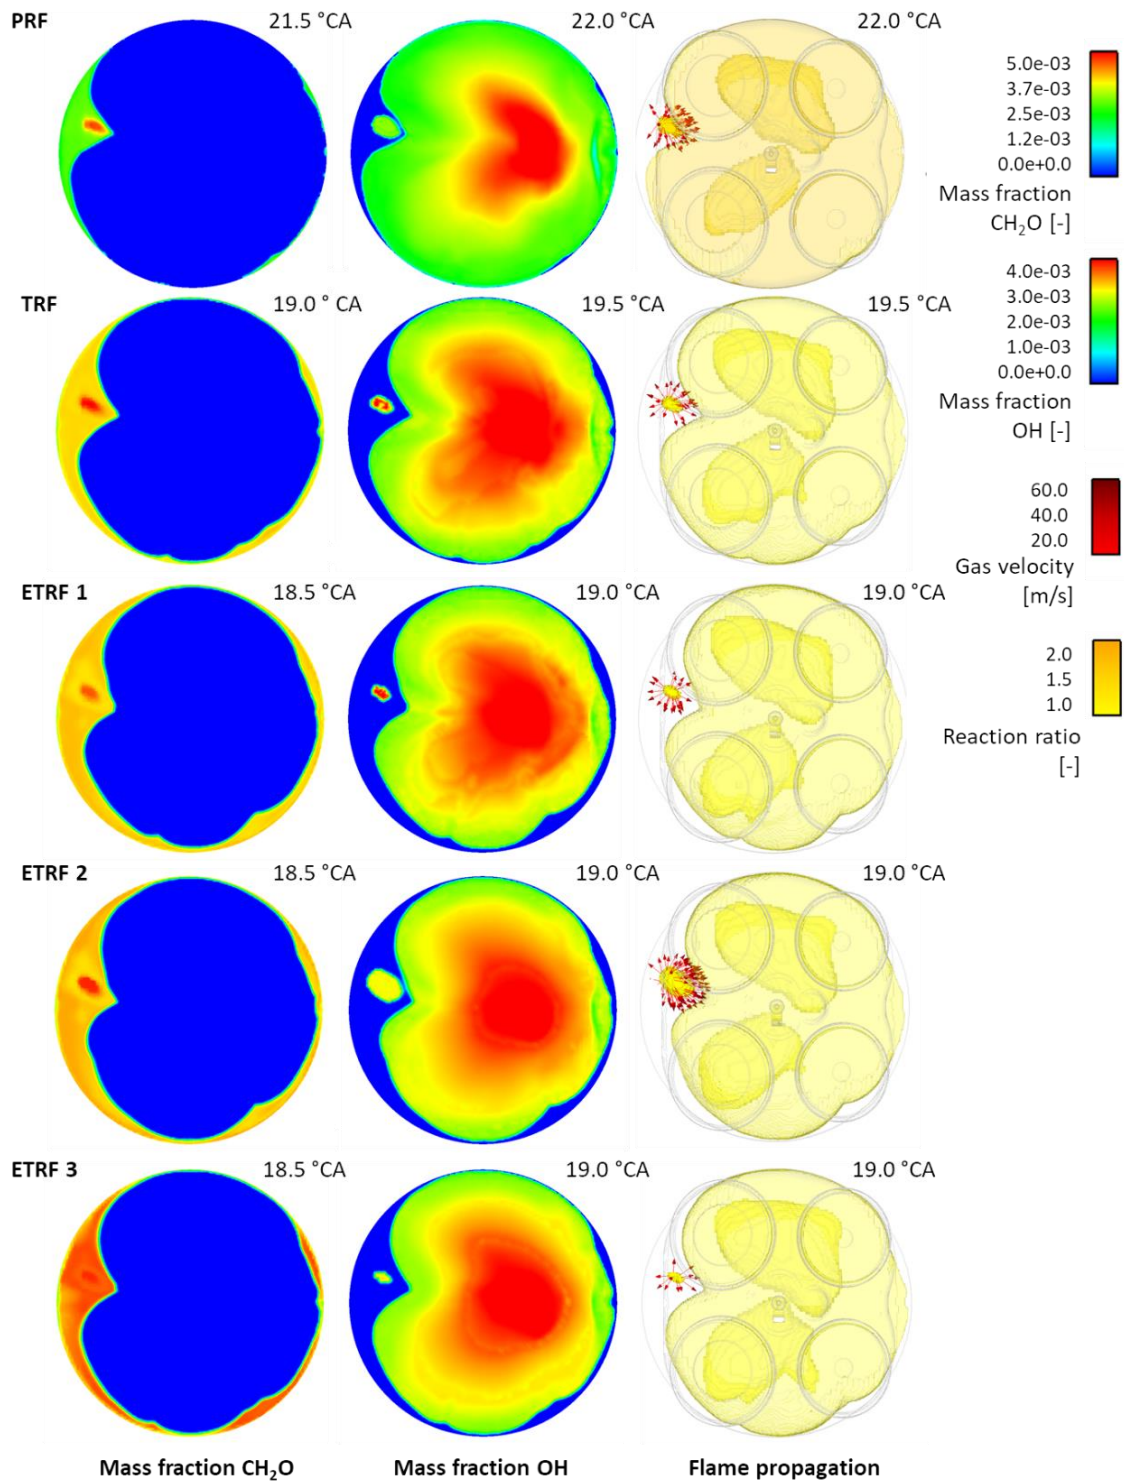 PRF 21.5 °CA 22.0 °CA 22.0 °CA
5.0e-03
3.7e-03
2.5e-03
1.2e-03
0.0e+0.0
Mass fraction
CH₂O [-]
TRF 19.0 ° CA 19.5 °CA 19.5 °CA
4.0e-03
3.0e-03
2.0e-03
1.0e-03
0.0e+0.0
Mass fraction
OH [-]
60.0
40.0
20.0
Gas velocity
[m/s]
ETRF 1 18.5 °CA 19.0 °CA 19.0 °CA
2.0
1.5
1.0
Reaction ratio
[-]
ETRF 2 18.5 °CA 19.0 °CA 19.0 °CA
ETRF 3 18.5 °CA 19.0 °CA 19.0 °CA
Mass fraction CH₂O Mass fraction OH Flame propagation